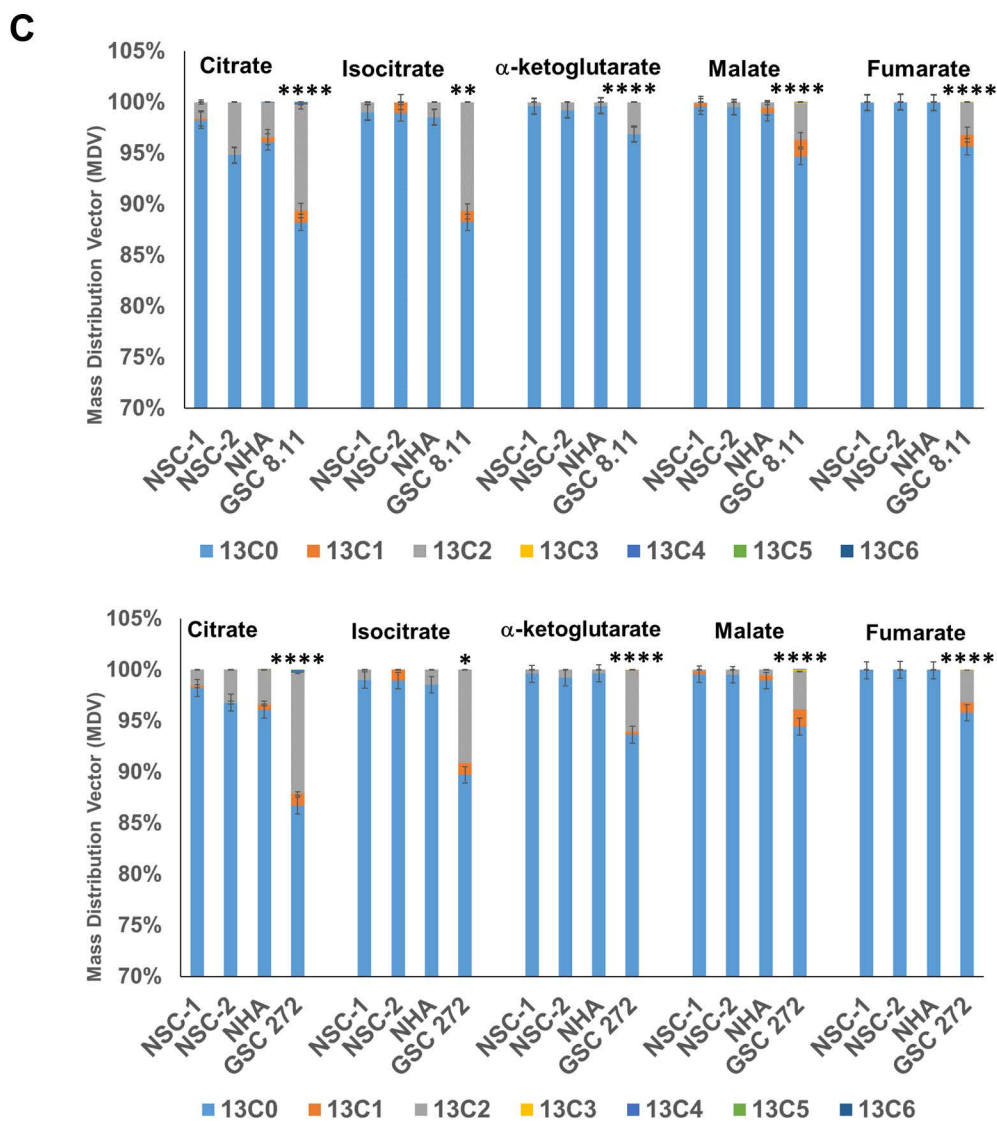 C
Mass Distribution Vector (MDV)
105%
100%
95%
90%
85%
80%
75%
70%
Citrate
Isocitrate
α-ketoglutarate
Malate
Fumarate
**** ** **** **** ****
NSC-1 NSC-2 NHA GSC 8.11 NSC-1 NSC-2 NHA GSC 8.11 NSC-1 NSC-2 NHA GSC 8.11 NSC-1 NSC-2 NHA GSC 8.11 NSC-1 NSC-2 NHA GSC 8.11
13C0 13C1 13C2 13C3 13C4 13C5 13C6
Mass Distribution Vector (MDV)
105%
100%
95%
90%
85%
80%
75%
70%
Citrate
Isocitrate
α-ketoglutarate
Malate
Fumarate
**** * **** **** ****
NSC-1 NSC-2 NHA GSC 272 NSC-1 NSC-2 NHA GSC 272 NSC-1 NSC-2 NHA GSC 272 NSC-1 NSC-2 NHA GSC 272 NSC-1 NSC-2 NHA GSC 272
13C0 13C1 13C2 13C3 13C4 13C5 13C6